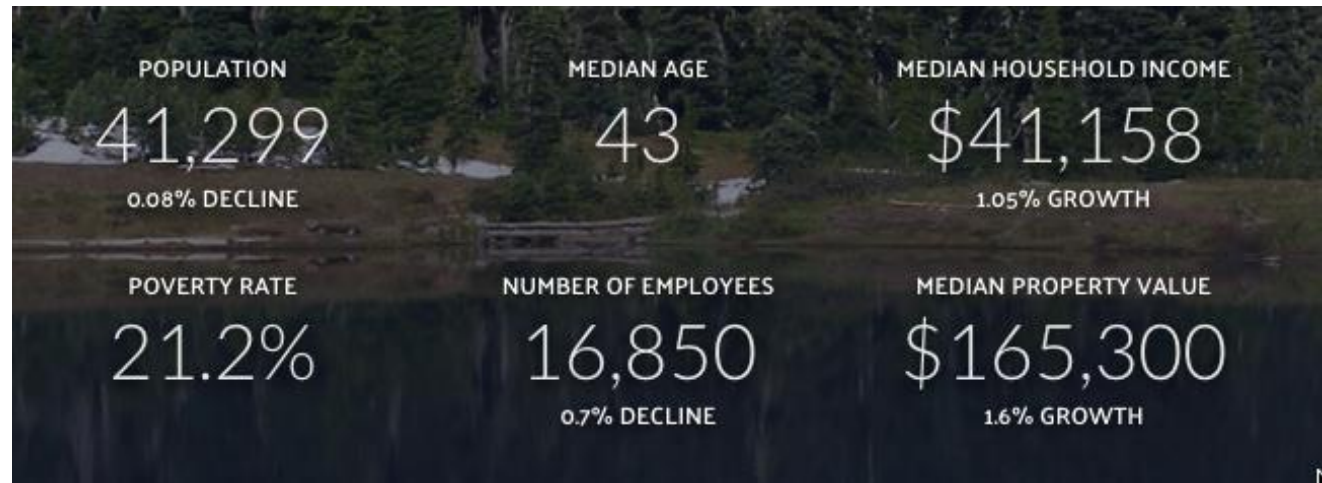 POPULATION
41,299
0.08% DECLINE
MEDIAN AGE
43
MEDIAN HOUSEHOLD INCOME
$41,158
1.05% GROWTH
POVERTY RATE
21.2%
NUMBER OF EMPLOYEES
16,850
0.7% DECLINE
MEDIAN PROPERTY VALUE
$165,300
1.6% GROWTH